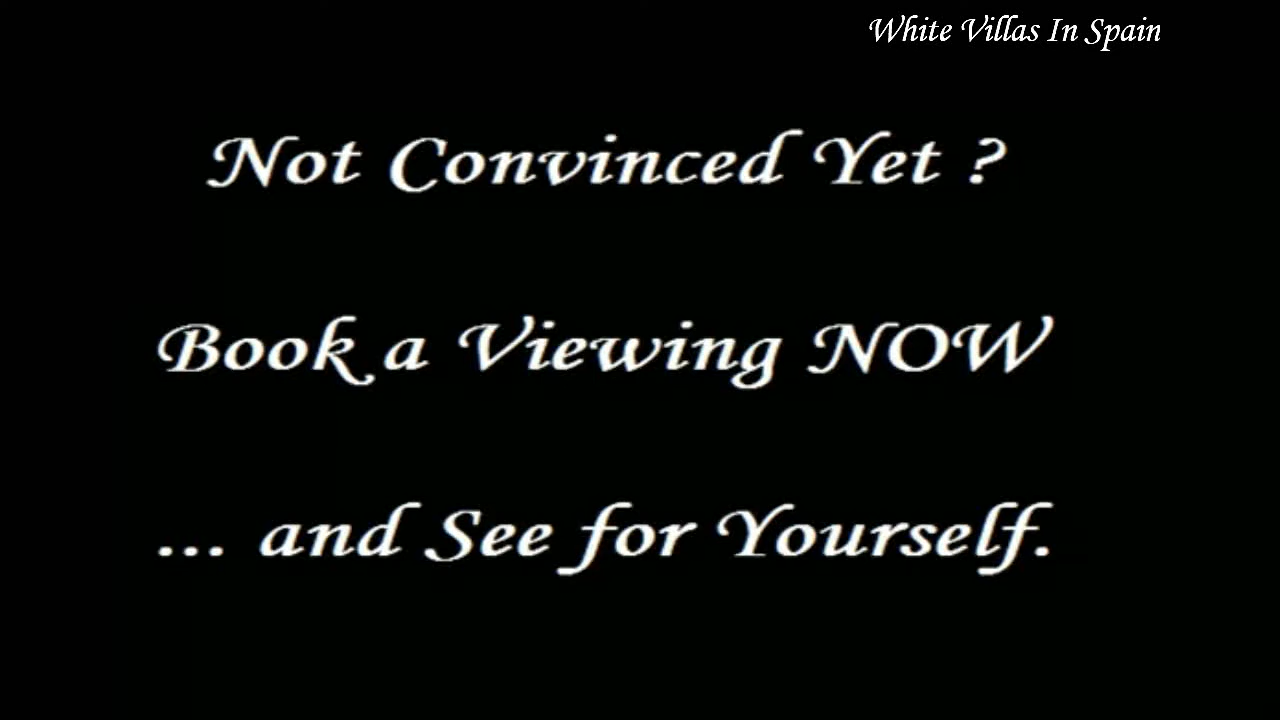 White Villas In Spain
Not Convinced Yet ?
Book a Viewing NOW
... and See for Yourself.